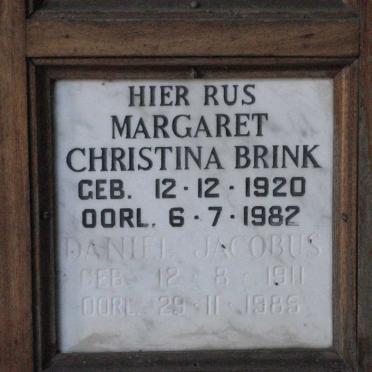 HIER RUS
MARGARET
CHRISTINA BRINK
GEB. 12·12·1920
OORL. 6·7·1982
DANIEL JACOBUS
GEB. 12·8·1911
OORL. 29·11·1985